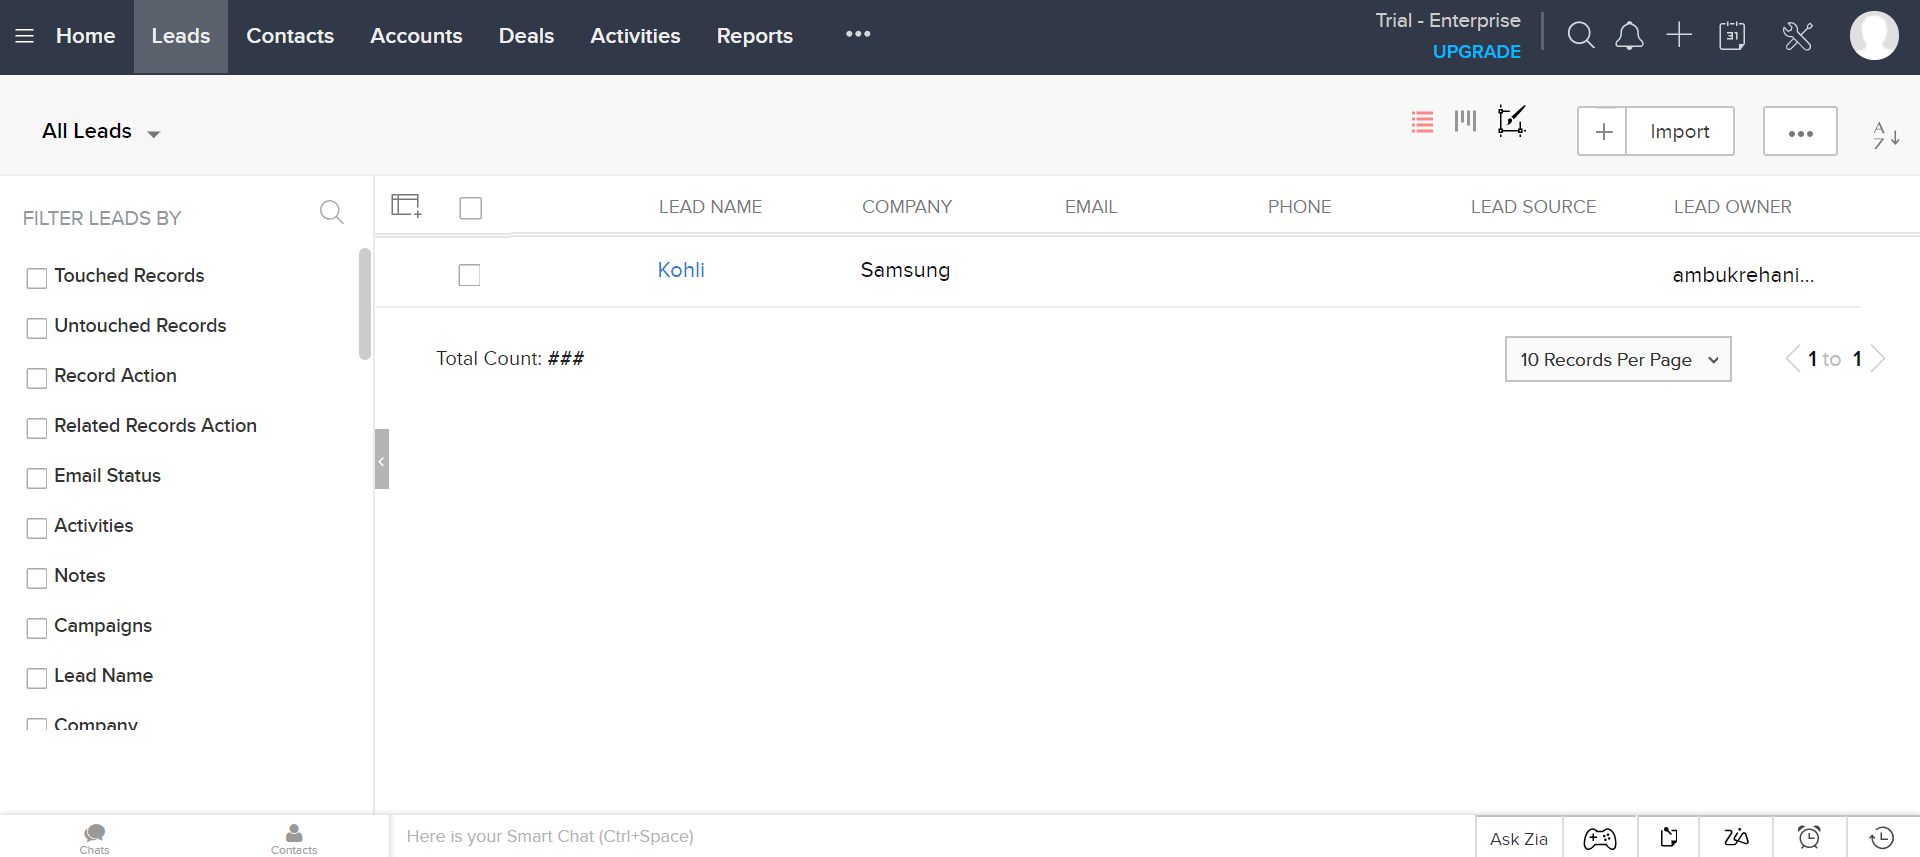 Home Leads Contacts Accounts Deals Activities Reports
Trial - Enterprise
UPGRADE
31
All Leads
Import
A
Z
FILTER LEADS BY
Touched Records
Untouched Records
Record Action
Related Records Action
Email Status
Activities
Notes
Campaigns
Lead Name
Company
LEAD NAME COMPANY EMAIL PHONE LEAD SOURCE LEAD OWNER
Kohli Samsung ambukrehani...
Total Count: ###
10 Records Per Page
1 to 1
Chats
Contacts
Here is your Smart Chat (Ctrl+Space)
Ask Zia